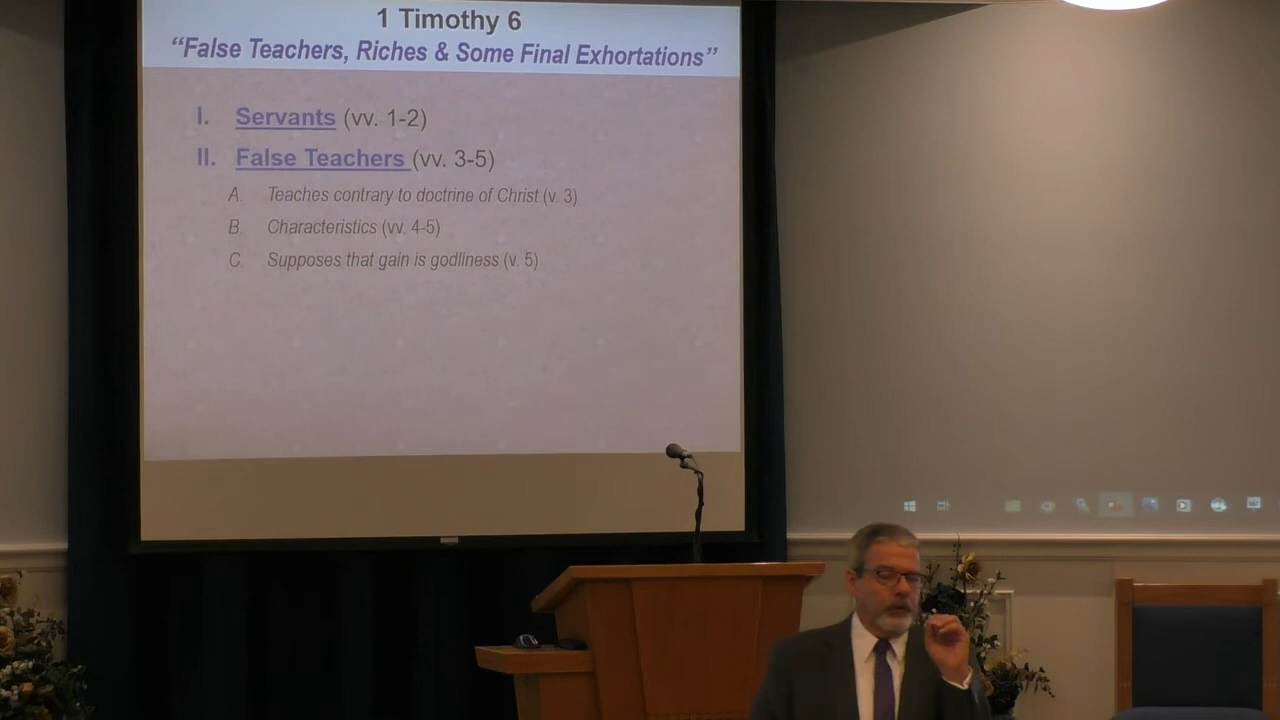 1 Timothy 6
“False Teachers, Riches & Some Final Exhortations”
I. Servants (vv. 1-2)
II. False Teachers (vv. 3-5)
A. Teaches contrary to doctrine of Christ (v. 3)
B. Characteristics (vv. 4-5)
C. Supposes that gain is godliness (v. 5)